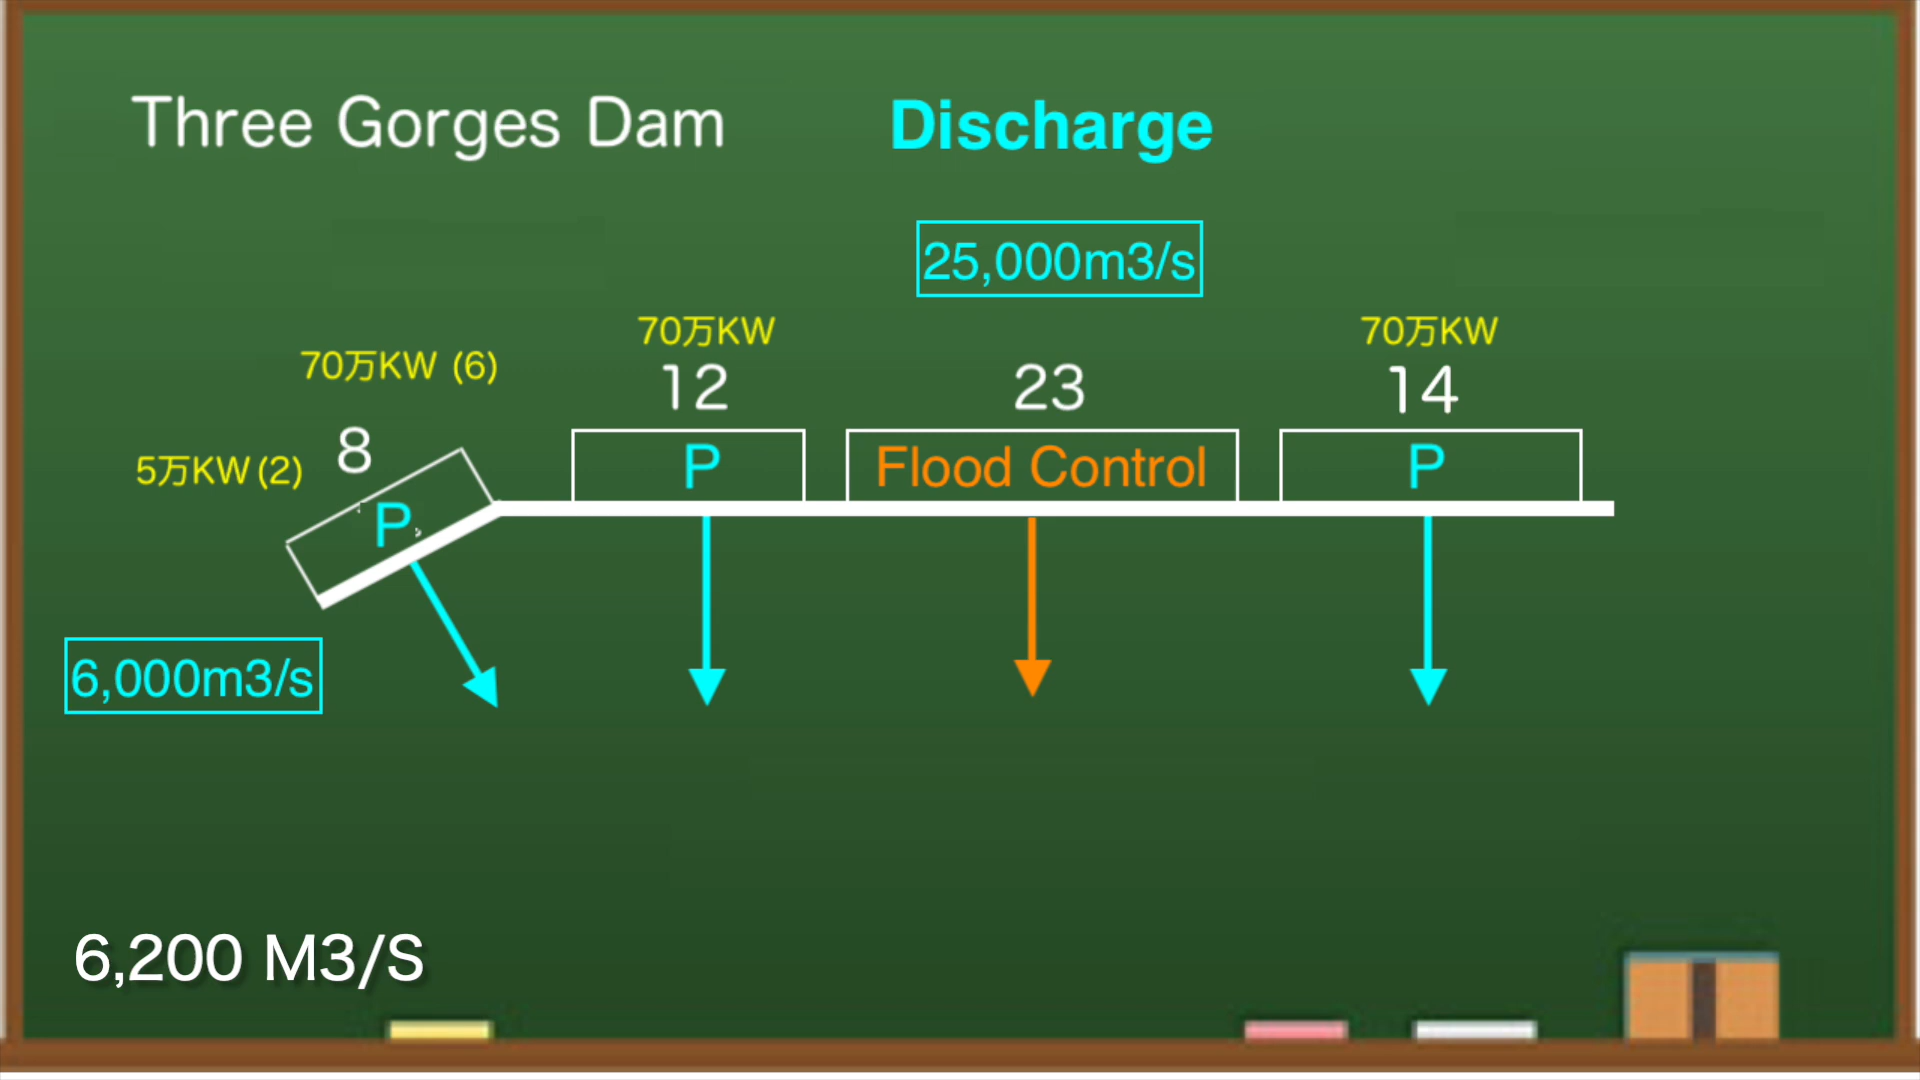 Three Gorges Dam
Discharge
25,000m3/s
70万KW
70万KW
70万KW (6)
12
23
14
8
5万KW (2)
P
Flood Control
P
P
6,000m3/s
6,200 M3/S